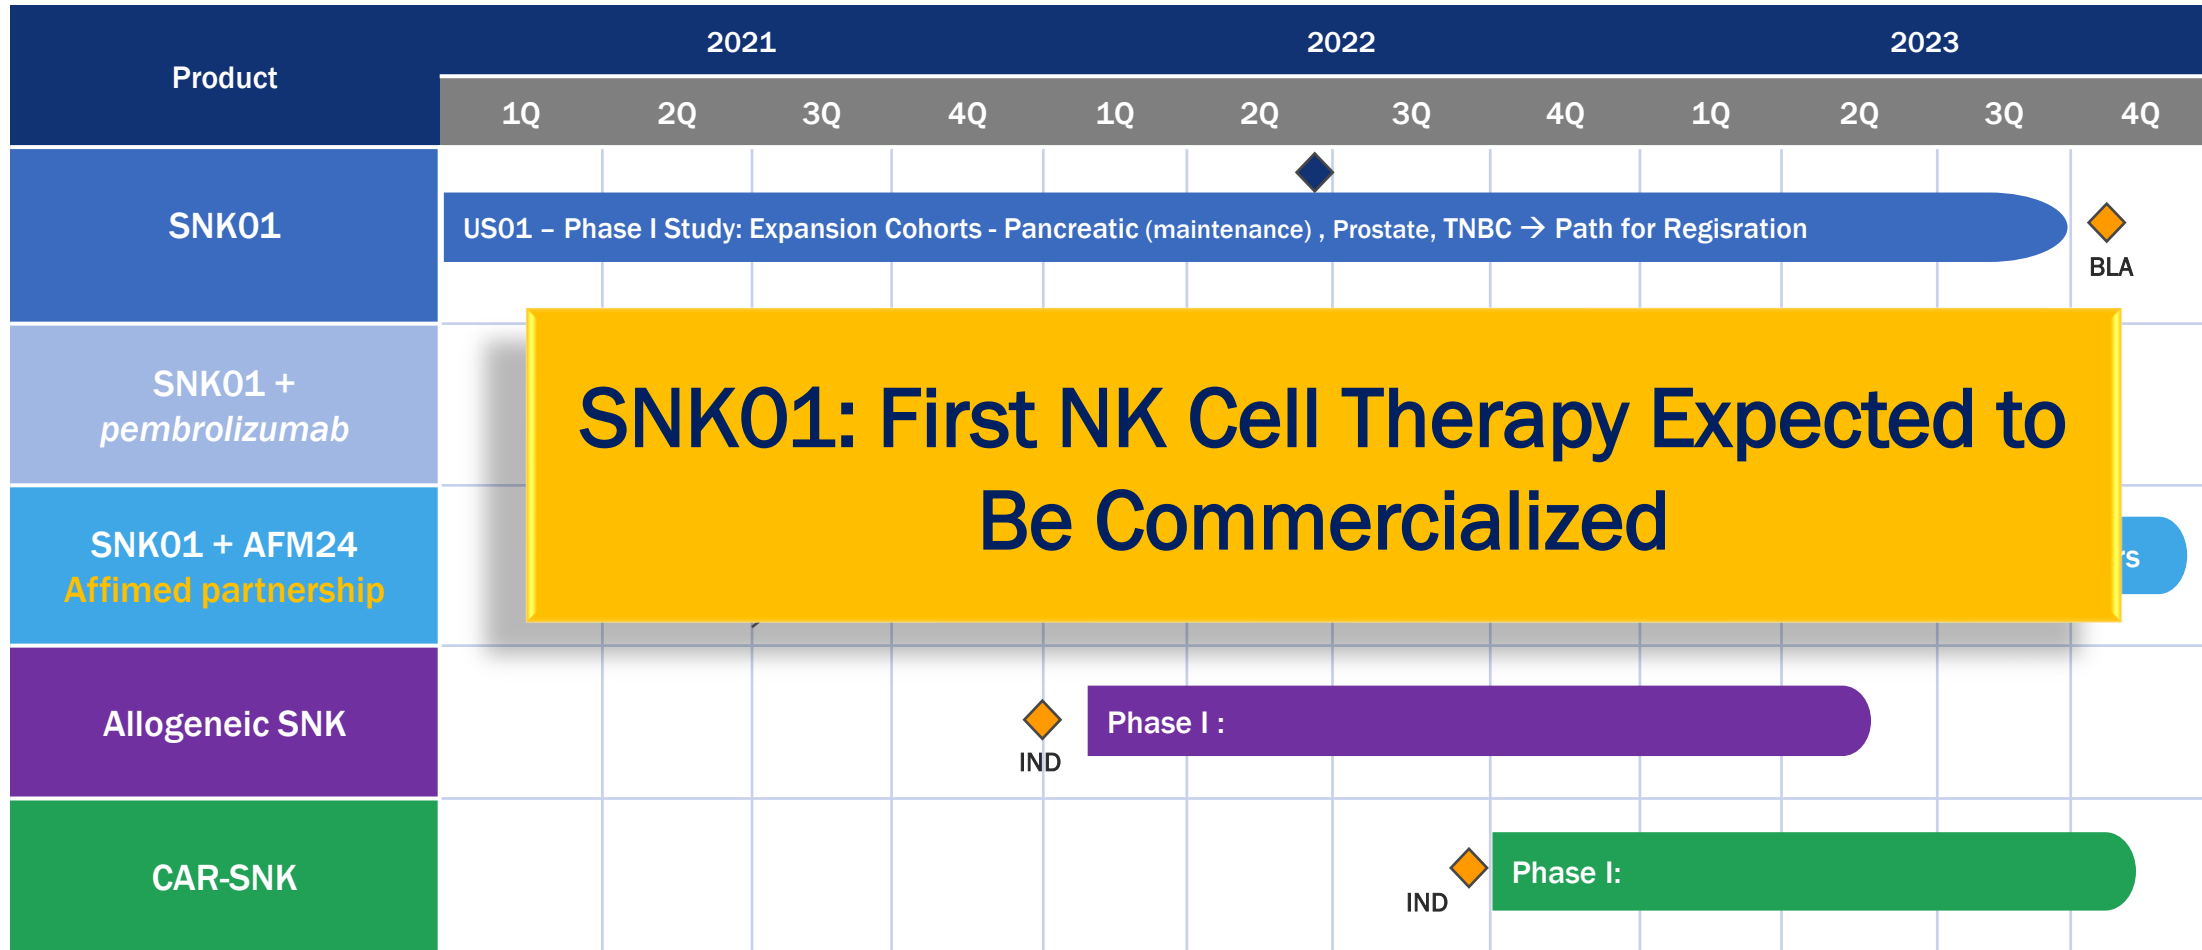 Product
2021 2022 2023
1Q 2Q 3Q 4Q 1Q 2Q 3Q 4Q 1Q 2Q 3Q 4Q
SNK01
US01 – Phase I Study: Expansion Cohorts - Pancreatic (maintenance) , Prostate, TNBC → Path for Regisration
BLA
SNK01 +
pembrolizumab
SNK01: First NK Cell Therapy Expected to
Be Commercialized
SNK01 + AFM24
Affimed partnership
Allogeneic SNK
IND
Phase I :
CAR-SNK
IND
Phase I: